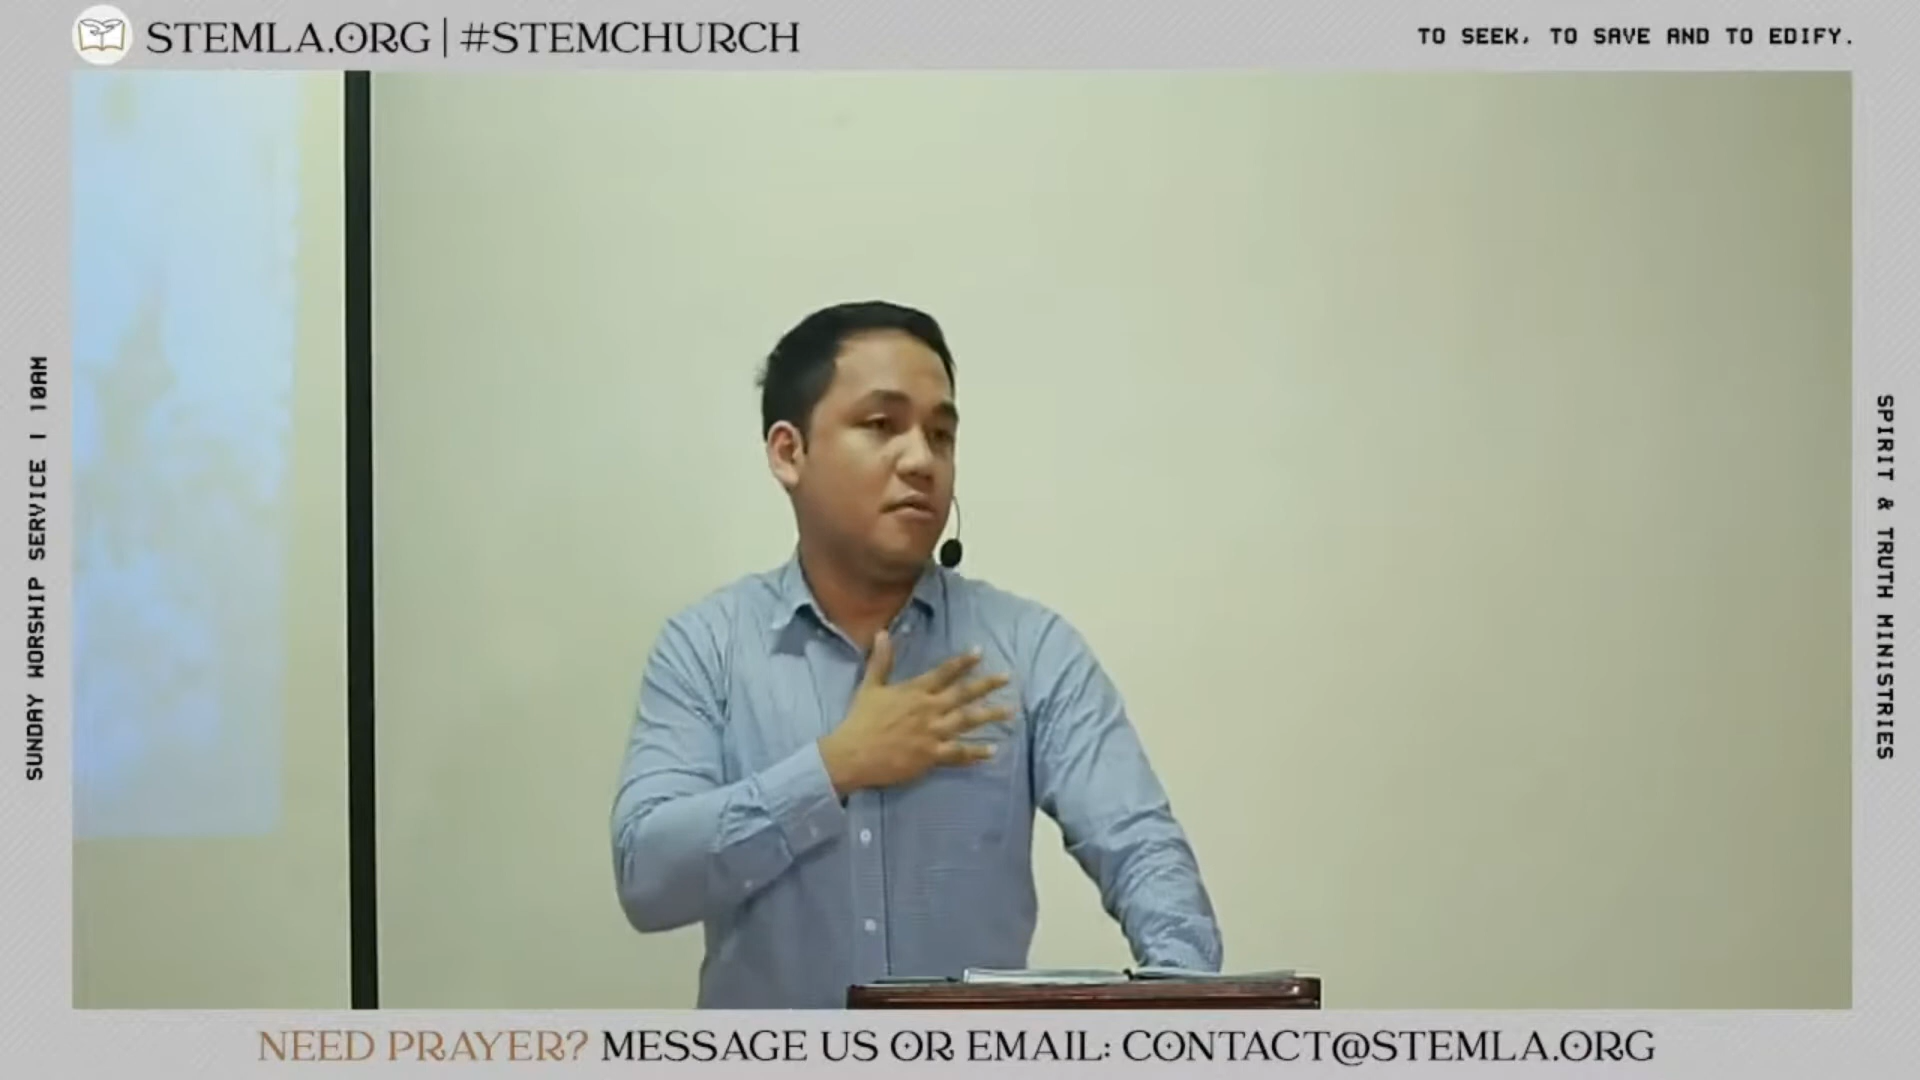 STEMLA.ORG | #STEMCHURCH
TO SEEK, TO SAVE AND TO EDIFY.
SUNDAY WORSHIP SERVICE | 10AM
SPIRIT & TRUTH MINISTRIES
NEED PRAYER? MESSAGE US OR EMAIL: CONTACT@STEMLA.ORG